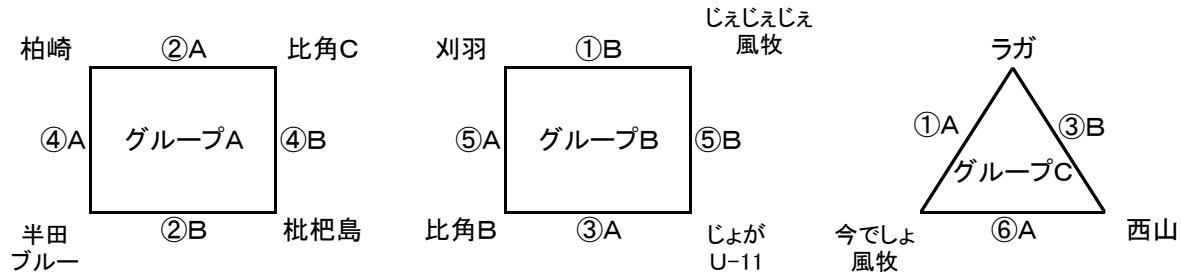 柏崎 ②A 比角C
④A グループA ④B
半田
ブルー
②B 枇杷島
刈羽 ①B じぇじぇじぇ
風牧
⑤A グループB ⑤B
比角B ③A じょが
U-11
ラガ
①A ③B
グループC
今でしょ
風牧
⑥A 西山